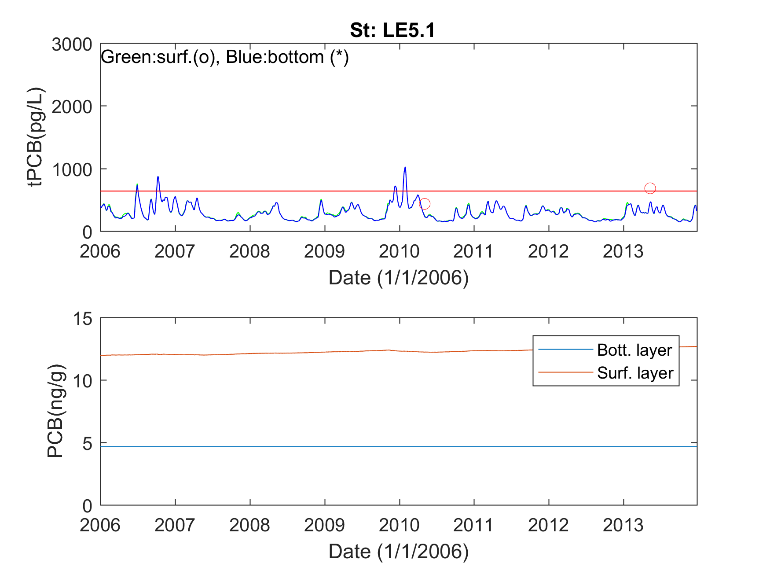 St: LE5.1
Green:surf.(o), Blue:bottom (*)
tPCB(pg/L)
3000
2000
1000
0
2006 2007 2008 2009 2010 2011 2012 2013
Date (1/1/2006)
PCB(ng/g)
15
10
5
0
Bott. layer
Surf. layer
2006 2007 2008 2009 2010 2011 2012 2013
Date (1/1/2006)